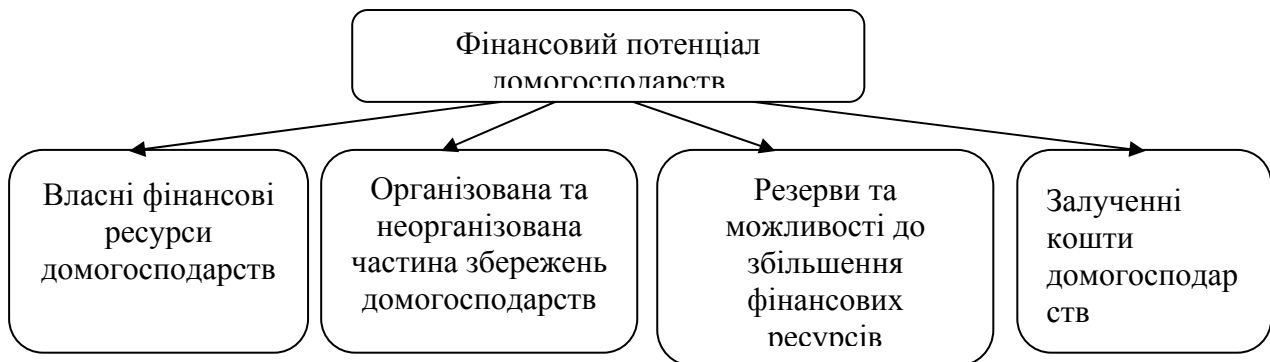 Фінансовий потенціал
домогосподарств
Власні фінансові
ресурси
домогосподарств
Організована та
неорганізована
частина збережень
домогосподарств
Резерви та
можливості до
збільшення
фінансових
ресурсів
Залученні
кошти
домогосподар
ств